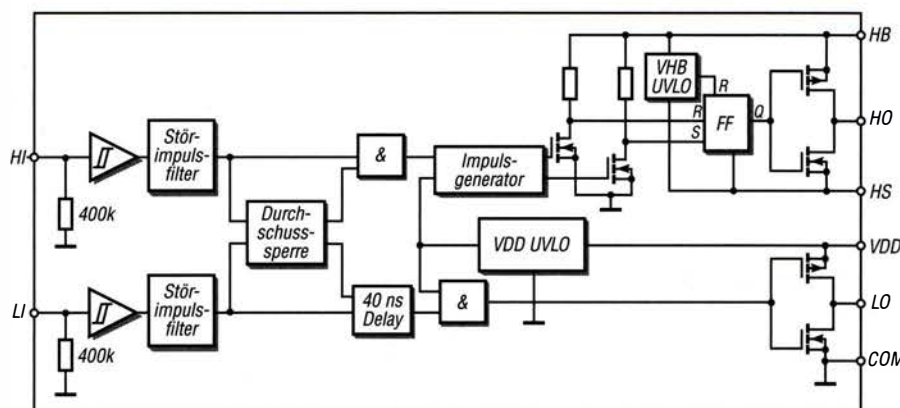 HB
VHB
UVLO
R
R
FF
Q
S
HO
HI
Stör-
impuls-
filter
&
Impuls-
generator
HS
400k
Durch-
schuss-
sperre
VDD UVLO
VDD
LI
Stör-
impuls-
filter
40 ns
Delay
&
LO
400k
COM